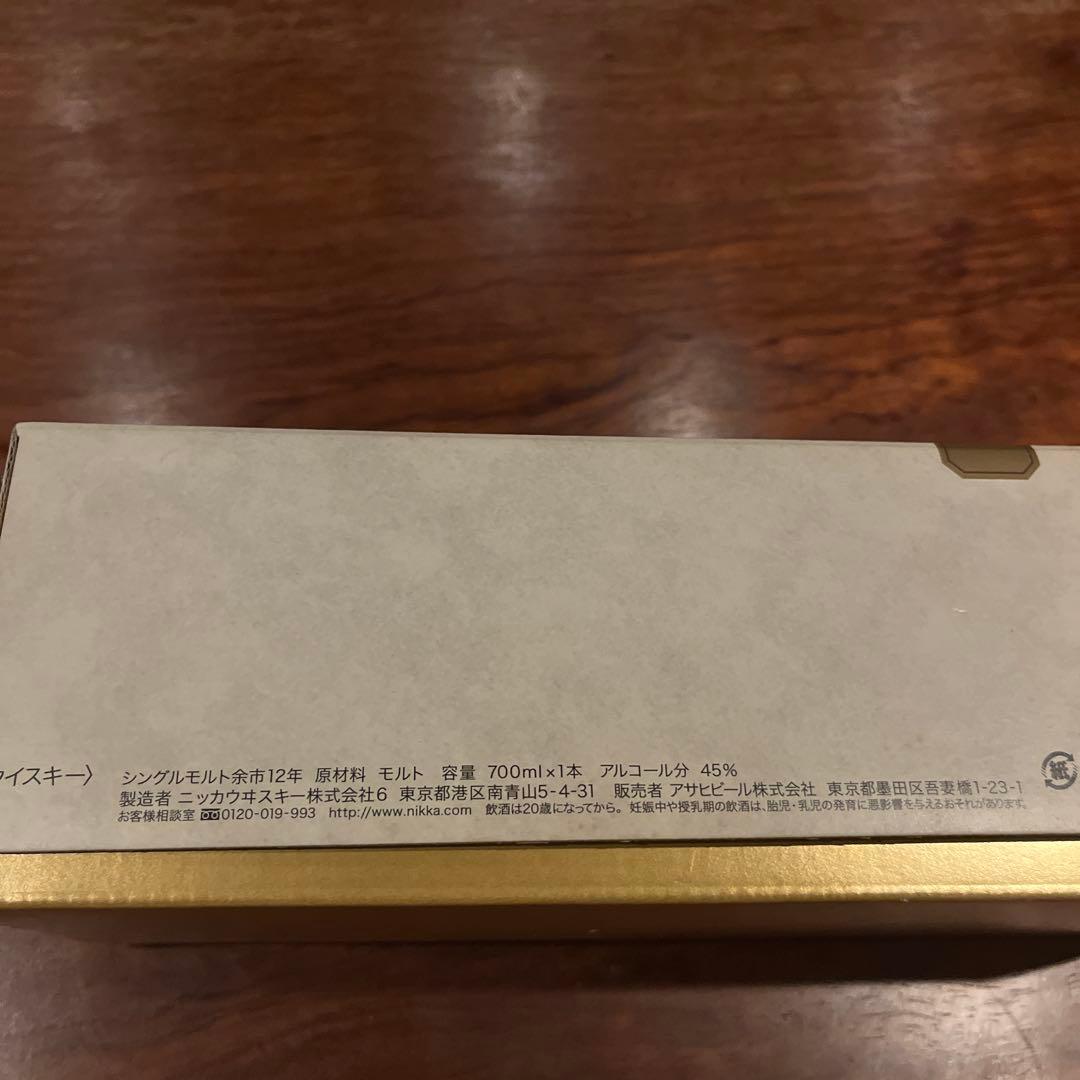 イスキー〉 シングルモルト余市12年 原材料 モルト 容量 700ml×1本 アルコール分 45%
製造者 ニッカウヰスキー株式会社6 東京都港区南青山5-4-31 販売者 アサヒビール株式会社 東京都墨田区吾妻橋1-23-1
お客様相談室 0120-019-993 http://www.nikka.com 飲酒は20歳になってから。妊娠中や授乳期の飲酒は、胎児・乳児の発育に悪影響を与えるおそれがあります。
紙